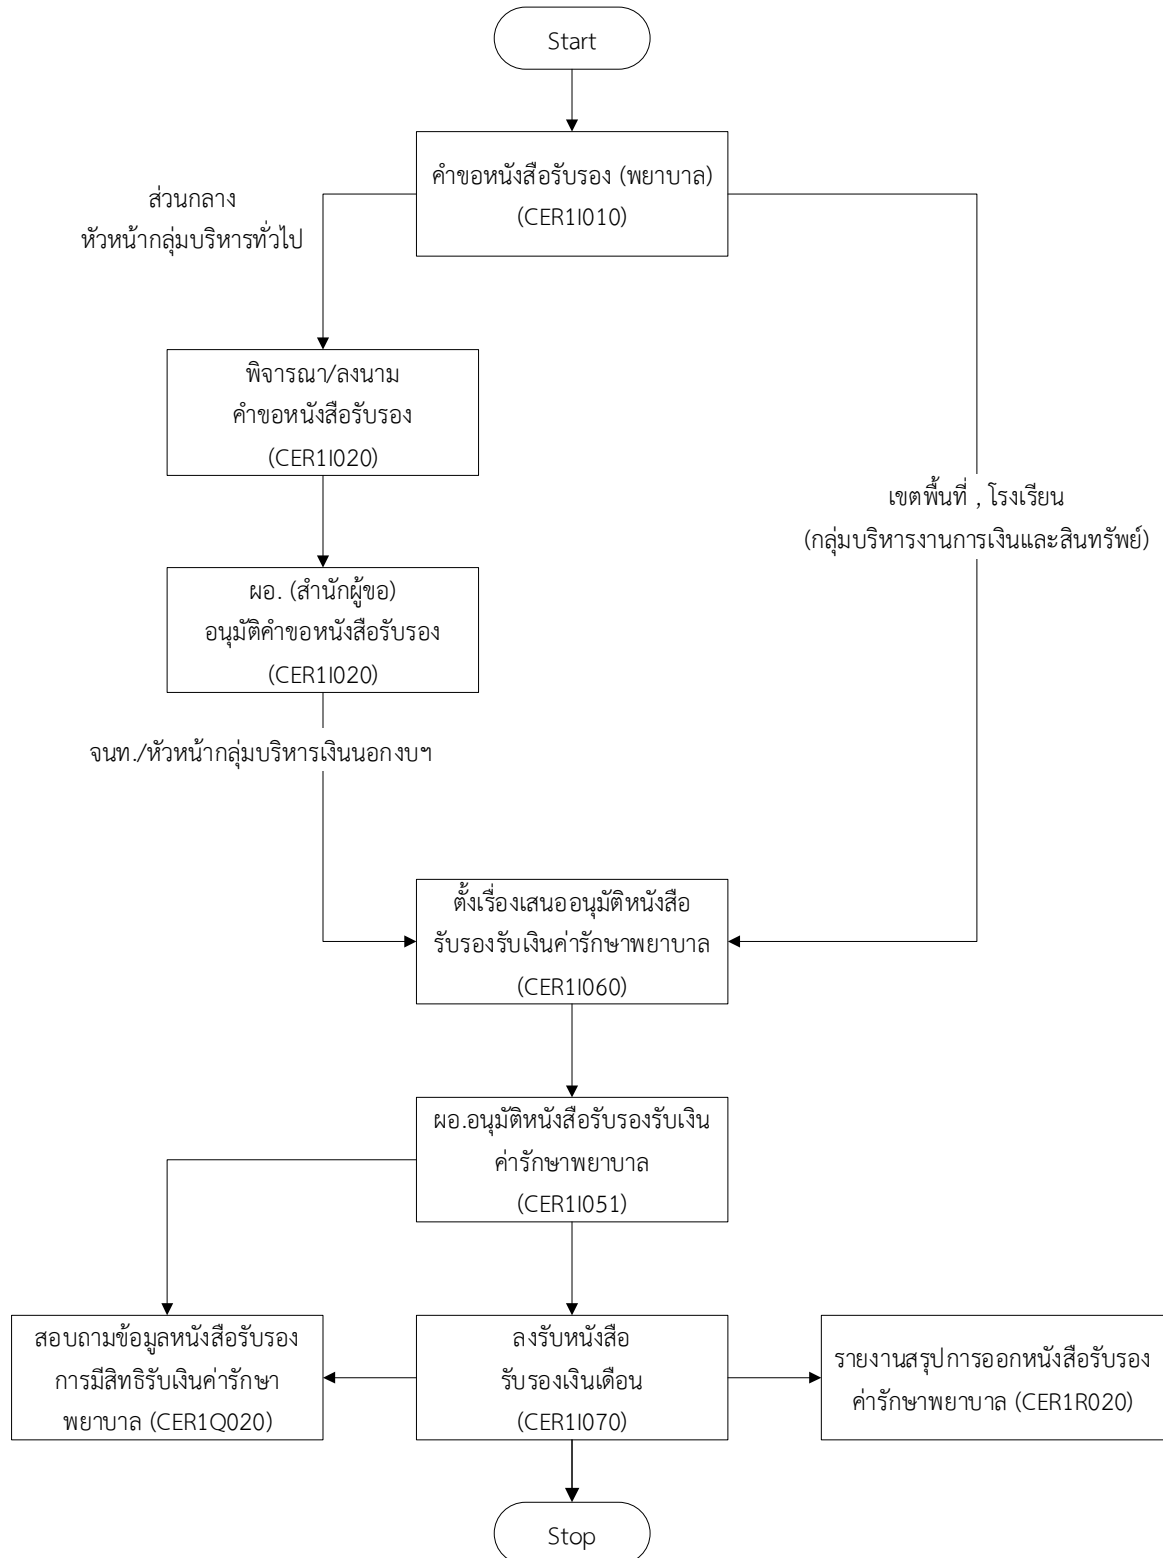 Start
คำขอหนังสือรับรอง (พยาบาล)
(CER1I010)
ส่วนกลาง
หัวหน้ากลุ่มบริหารทั่วไป
พิจารณา/ลงนาม
คำขอหนังสือรับรอง
(CER1I020)
เขตพื้นที่ , โรงเรียน
(กลุ่มบริหารงานการเงินและสินทรัพย์)
ผอ. (สำนักผู้ขอ)
อนุมัติคำขอหนังสือรับรอง
(CER1I020)
จนท./หัวหน้ากลุ่มบริหารเงินนอกงบฯ
ตั้งเรื่องเสนออนุมัติหนังสือ
รับรองรับเงินค่ารักษาพยาบาล
(CER1I060)
ผอ.อนุมัติหนังสือรับรองรับเงิน
ค่ารักษาพยาบาล
(CER1I051)
สอบถามข้อมูลหนังสือรับรอง
การมีสิทธิรับเงินค่ารักษา
พยาบาล (CER1Q020)
ลงรับหนังสือ
รับรองเงินเดือน
(CER1I070)
รายงานสรุปการออกหนังสือรับรอง
ค่ารักษาพยาบาล (CER1R020)
Stop